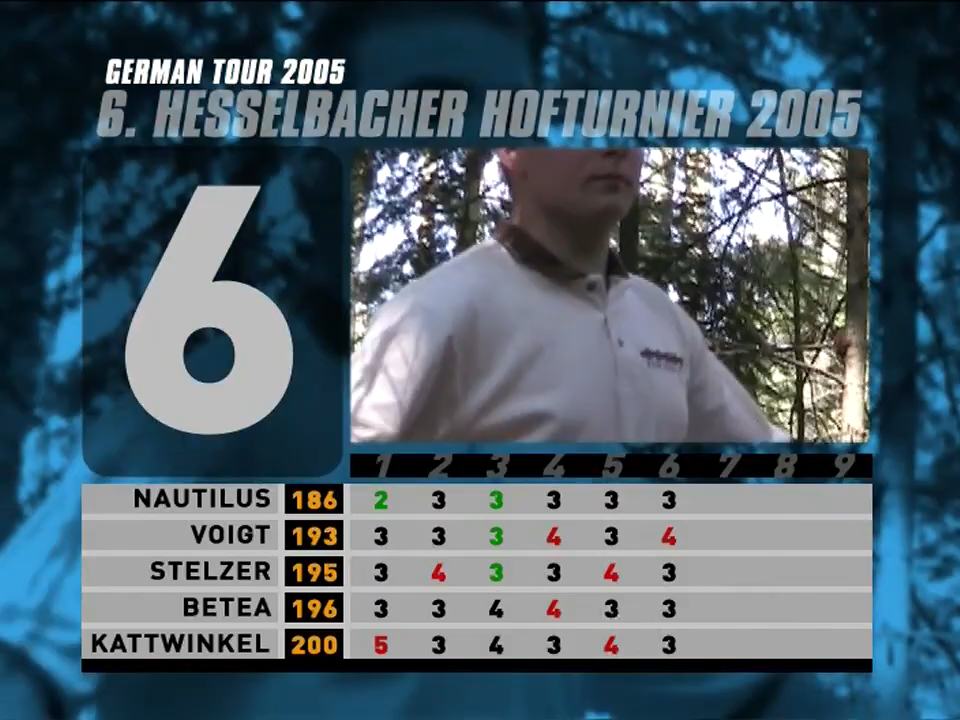 GERMAN TOUR 2005
6. HESSELBACHER HOFTURNIER 2005
6
1 2 3 4 5 6 7 8 9
NAUTILUS 186 2 3 3 3 3 3
VOIGT 193 3 3 3 4 3 4
STELZER 195 3 4 3 3 4 3
BETEA 196 3 3 4 4 3 3
KATTWINKEL 200 5 3 4 3 4 3